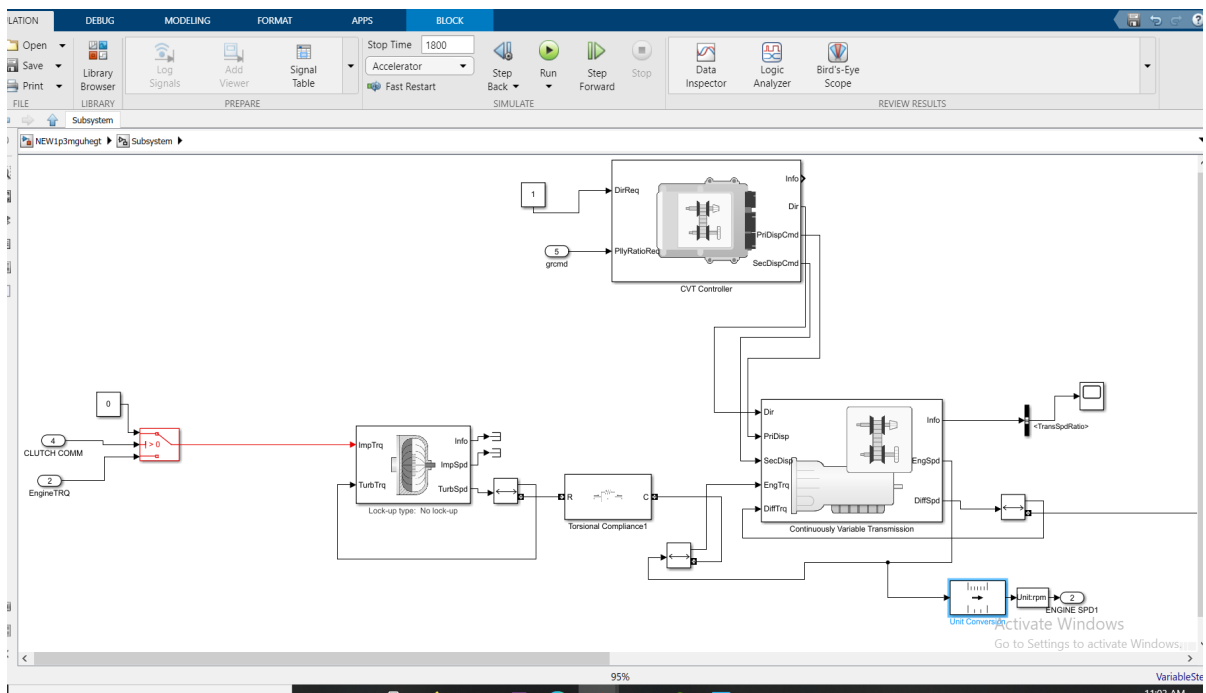 LATION DEBUG MODELING FORMAT APPS BLOCK
Open Save Print
Library Browser
Log Signals
Add Viewer
Signal Table
Stop Time 1800
Accelerator
Fast Restart
Step Back
Run
Step Forward
Stop
Data Inspector
Logic Analyzer
Bird's-Eye Scope
FILE LIBRARY PREPARE SIMULATE REVIEW RESULTS
Subsystem
NEW1p3mguhegt Subsystem
1
DirReq
Info
Dir
5
grcmd
PllyRatioReq
PriDispCmd
SecDispCmd
CVT Controller
0
4
CLUTCH COMM
> 0
2
EngineTRQ
ImpTrq
TurbTrq
Info
ImpSpd
TurbSpd
Lock-up type: No lock-up
R
C
Torsional Compliance1
Dir
PriDisp
SecDisp
EngTrq
DiffTrq
Info
EngSpd
DiffSpd
Continuously Variable Transmission
<TransSpdRatio>
Unit Conversion
Unit:rpm
2
ENGINE SPD1
Activate Windows
Go to Settings to activate Windows.
95%
VariableSte
11:03 AM